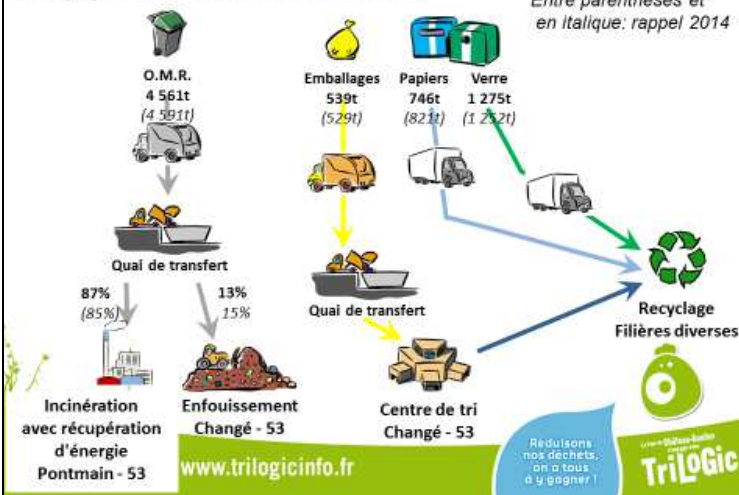 Entre parenthèses et
en italique: rappel 2014
O.M.R.
4 561t
(4 591t)
Emballages
539t
(529t)
Papiers
746t
(821t)
Verre
1 275t
(1 252t)
Quai de transfert
87%
(85%)
13%
15%
Quai de transfert
Recyclage
Filières diverses
Incinération
avec récupération
d'énergie
Pontmain - 53
Enfouissement
Changé - 53
Centre de tri
Changé - 53
www.trilogicinfo.fr
Réduisons
nos déchets,
on a tous
à y gagner !
TriLoGic